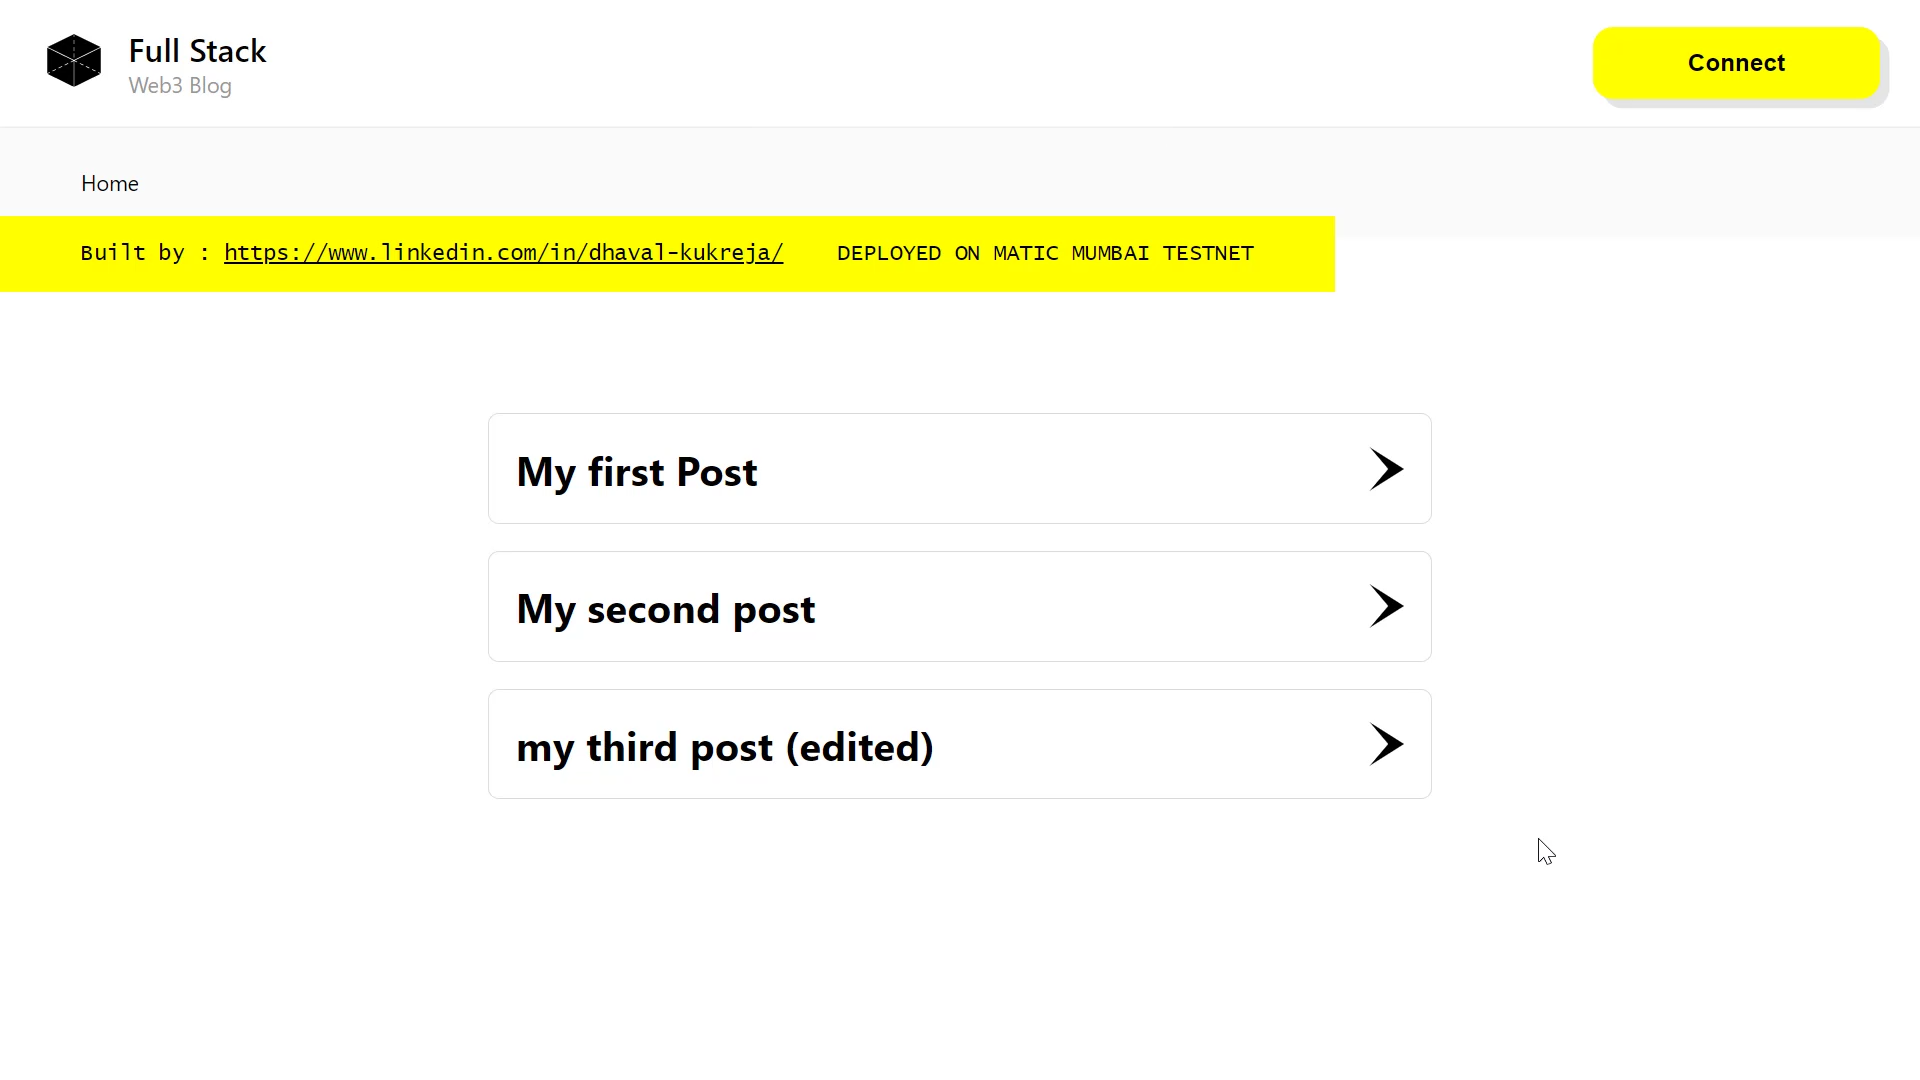 Full Stack
Web3 Blog
Connect
Home
Built by : https://www.linkedin.com/in/dhaval-kukreja/ DEPLOYED ON MATIC MUMBAI TESTNET
My first Post
My second post
my third post (edited)